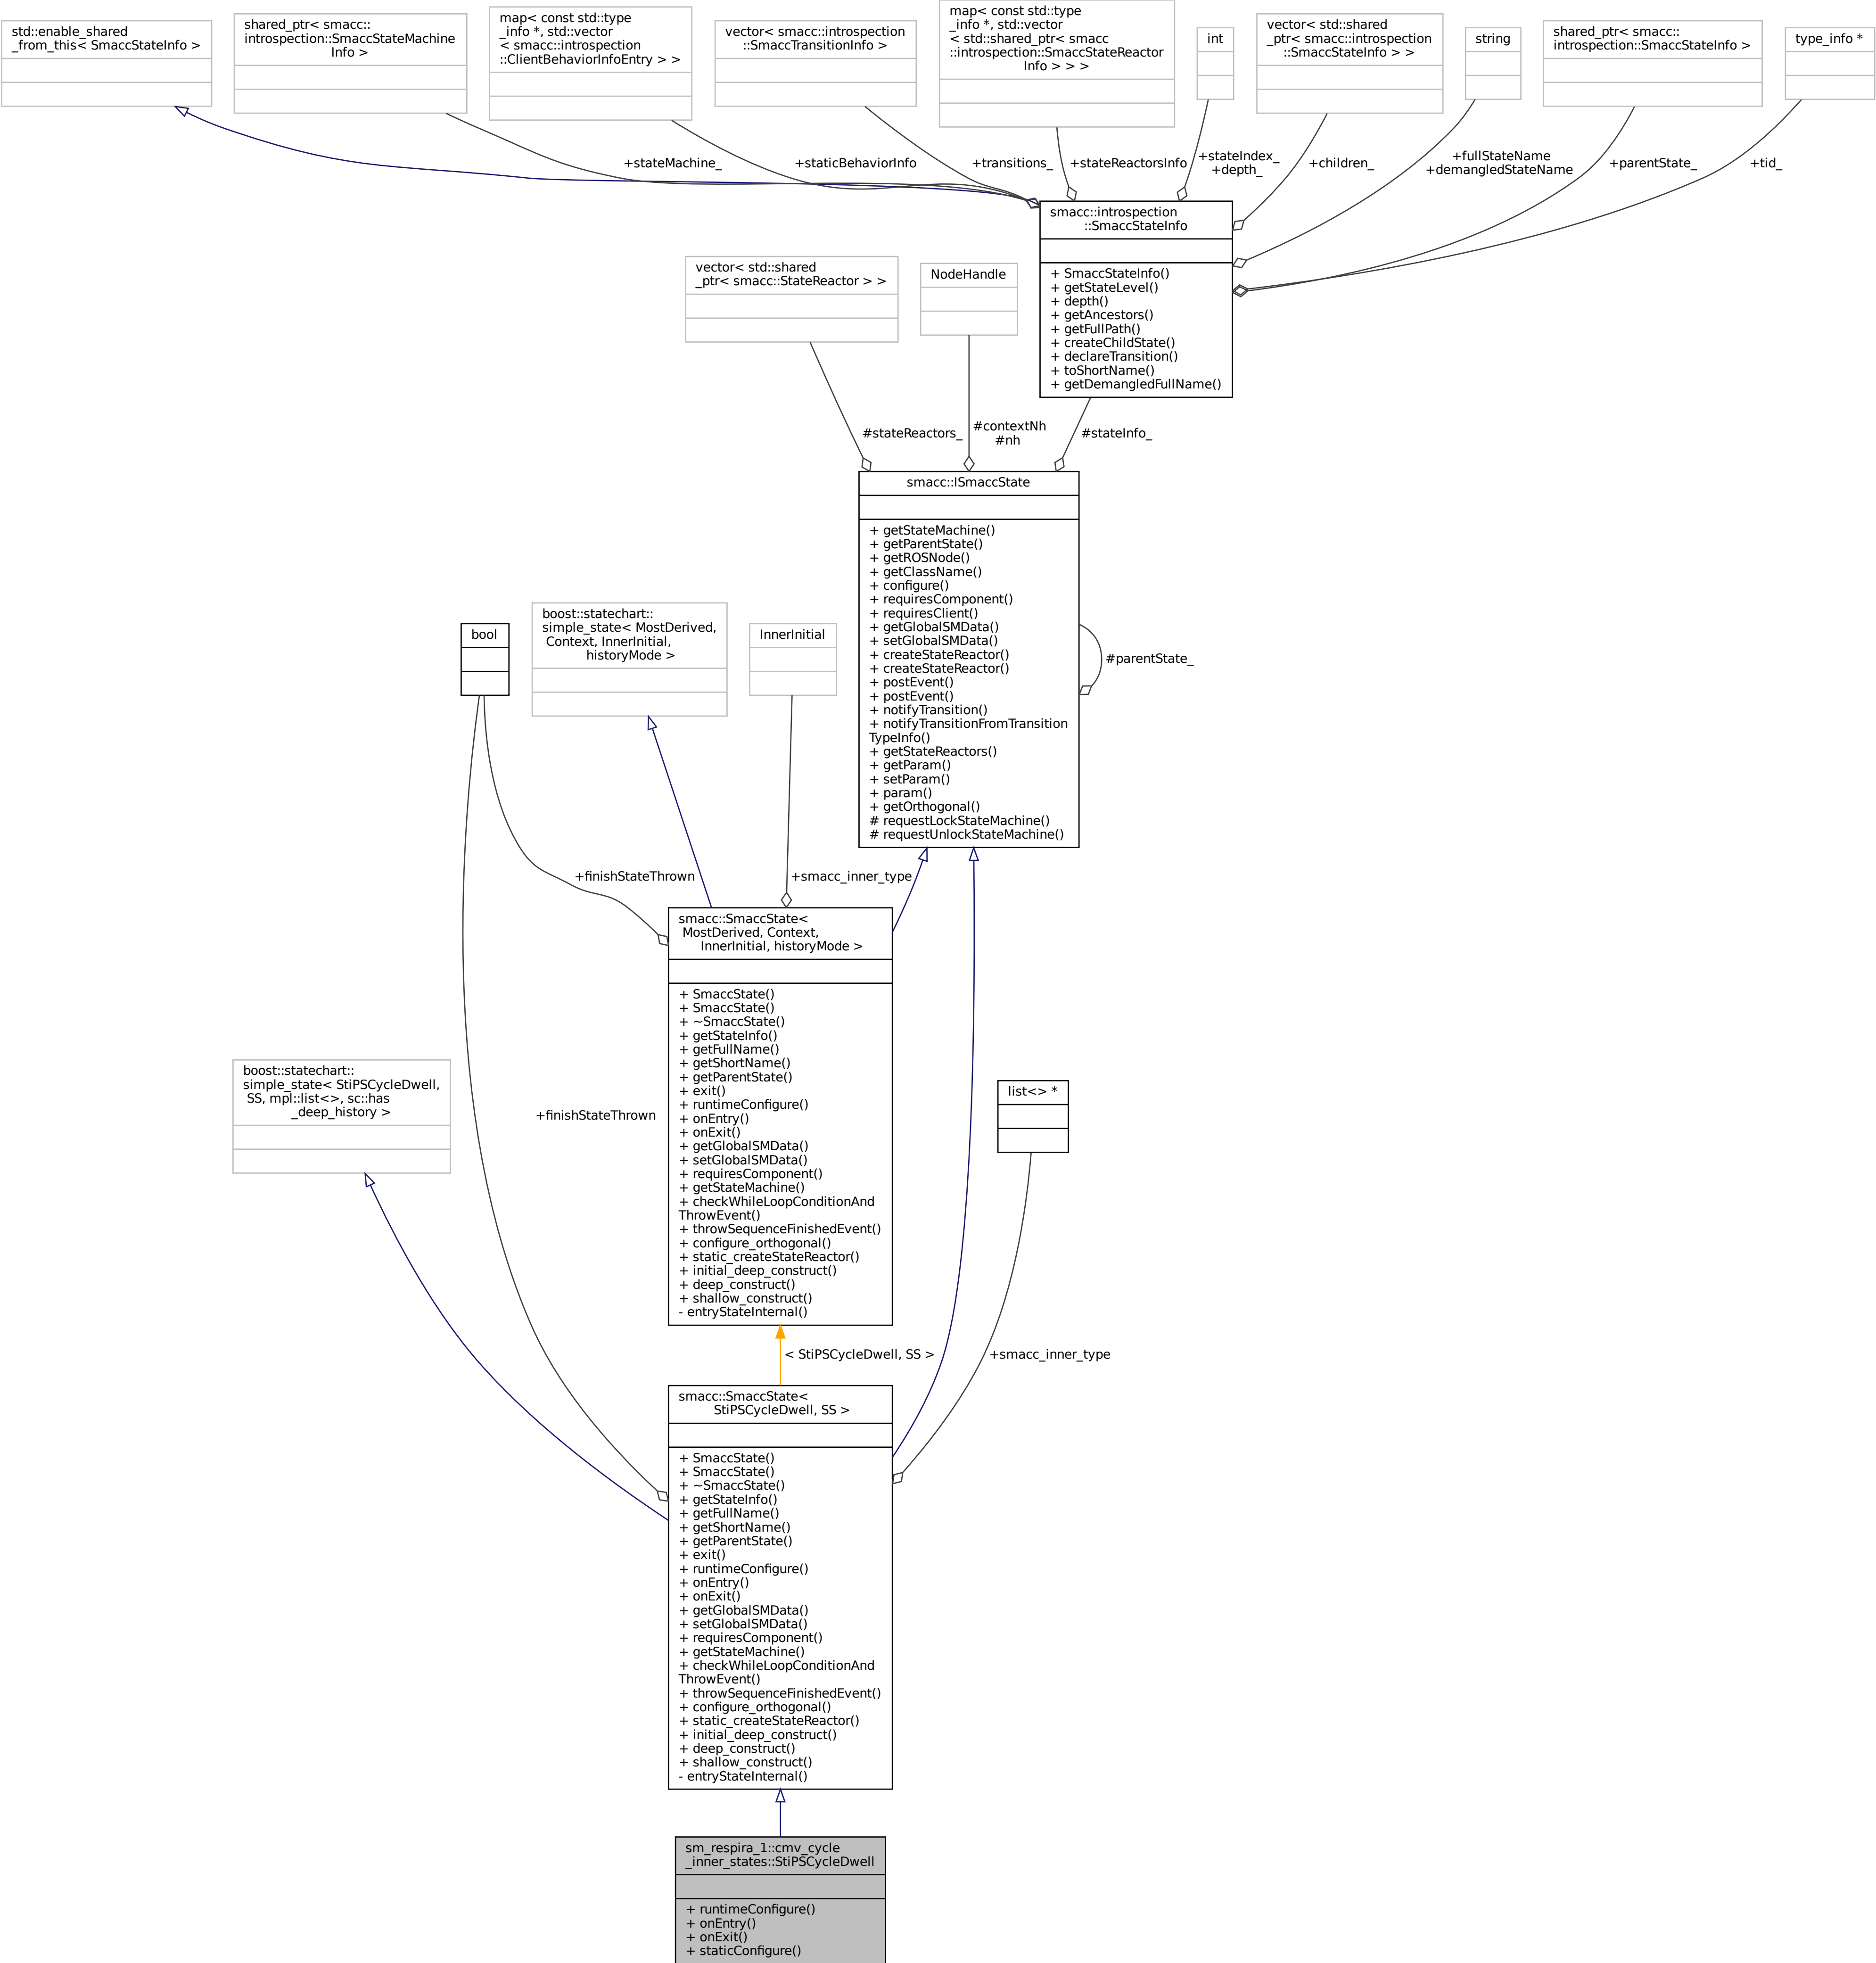 std::enable_shared
_from_this< SmaccStateInfo >
shared_ptr< smacc::
introspection::SmaccStateMachine
Info >
map< const std::type
_info *, std::vector
< smacc::introspection
::ClientBehaviorInfoEntry > >
vector< smacc::introspection
::SmaccTransitionInfo >
map< const std::type
_info *, std::vector
< std::shared_ptr< smacc
::introspection::SmaccStateReactor
Info > > >
int
vector< std::shared
_ptr< smacc::introspection
::SmaccStateInfo > >
string
shared_ptr< smacc::
introspection::SmaccStateInfo >
type_info *
+stateMachine_
+staticBehaviorInfo
+transitions_
+stateReactorsInfo
+stateIndex_
+depth_
+children_
+fullStateName
+demangledStateName
+parentState_
+tid_
smacc::introspection
::SmaccStateInfo
+ SmaccStateInfo()
+ getStateLevel()
+ depth()
+ getAncestors()
+ getFullPath()
+ createChildState()
+ declareTransition()
+ toShortName()
+ getDemangledFullName()
vector< std::shared
_ptr< smacc::StateReactor > >
NodeHandle
#stateReactors_
#contextNh
#nh
#stateInfo_
smacc::ISmaccState
+ getStateMachine()
+ getParentState()
+ getROSNode()
+ getClassName()
+ configure()
+ requiresComponent()
+ requiresClient()
+ getGlobalSMData()
+ setGlobalSMData()
+ createStateReactor()
+ createStateReactor()
+ postEvent()
+ postEvent()
+ notifyTransition()
+ notifyTransitionFromTransition
TypeInfo()
+ getStateReactors()
+ getParam()
+ setParam()
+ param()
+ getOrthogonal()
# requestLockStateMachine()
# requestUnlockStateMachine()
#parentState_
bool
boost::statechart::
simple_state< MostDerived,
Context, InnerInitial,
historyMode >
InnerInitial
+finishStateThrown
+smacc_inner_type
smacc::SmaccState<
MostDerived, Context,
InnerInitial, historyMode >
+ SmaccState()
+ SmaccState()
+ ~SmaccState()
+ getStateInfo()
+ getFullName()
+ getShortName()
+ getParentState()
+ exit()
+ runtimeConfigure()
+ onEntry()
+ onExit()
+ getGlobalSMData()
+ setGlobalSMData()
+ requiresComponent()
+ getStateMachine()
+ checkWhileLoopConditionAnd
ThrowEvent()
+ throwSequenceFinishedEvent()
+ configure_orthogonal()
+ static_createStateReactor()
+ initial_deep_construct()
+ deep_construct()
+ shallow_construct()
- entryStateInternal()
boost::statechart::
simple_state< StiPSCycleDwell,
SS, mpl::list<>, sc::has
_deep_history >
+finishStateThrown
list<> *
< StiPSCycleDwell, SS >
+smacc_inner_type
smacc::SmaccState<
StiPSCycleDwell, SS >
+ SmaccState()
+ SmaccState()
+ ~SmaccState()
+ getStateInfo()
+ getFullName()
+ getShortName()
+ getParentState()
+ exit()
+ runtimeConfigure()
+ onEntry()
+ onExit()
+ getGlobalSMData()
+ setGlobalSMData()
+ requiresComponent()
+ getStateMachine()
+ checkWhileLoopConditionAnd
ThrowEvent()
+ throwSequenceFinishedEvent()
+ configure_orthogonal()
+ static_createStateReactor()
+ initial_deep_construct()
+ deep_construct()
+ shallow_construct()
- entryStateInternal()
sm_respira_1::cmv_cycle
_inner_states::StiPSCycleDwell
+ runtimeConfigure()
+ onEntry()
+ onExit()
+ staticConfigure()